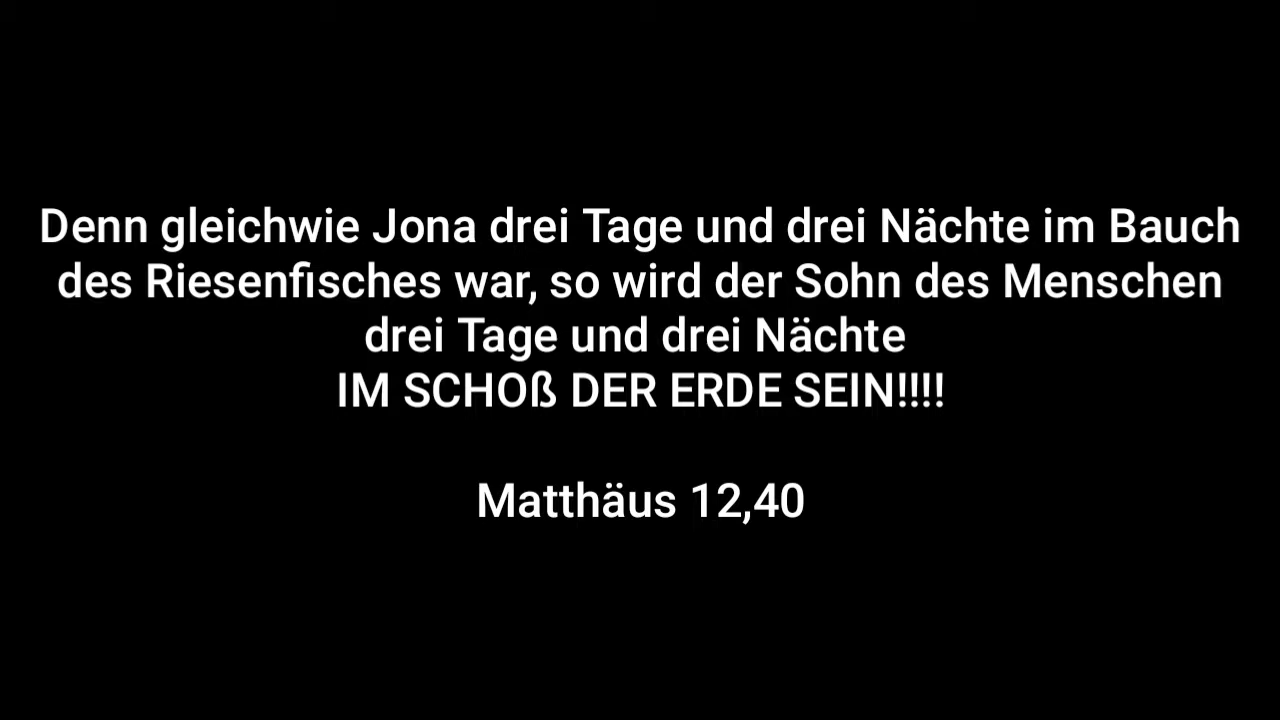 Denn gleichwie Jona drei Tage und drei Nächte im Bauch
des Riesenfisches war, so wird der Sohn des Menschen
drei Tage und drei Nächte
IM SCHOß DER ERDE SEIN!!!!
Matthäus 12,40